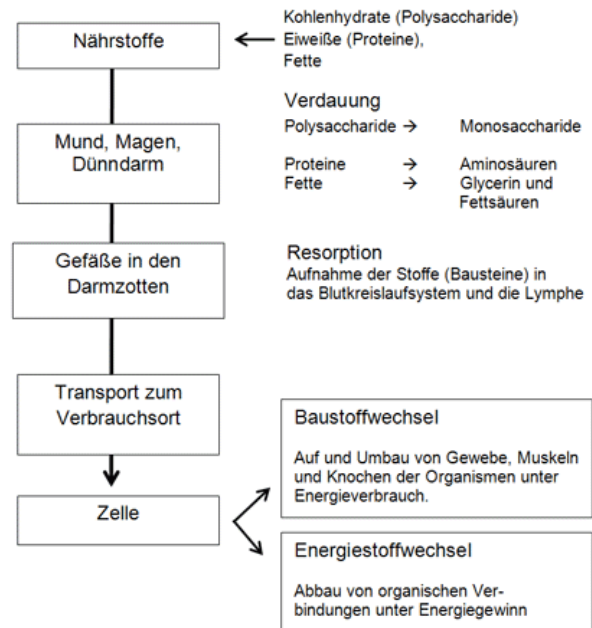 Nährstoffe
Kohlenhydrate (Polysaccharide)
Eiweiße (Proteine),
Fette
Mund, Magen,
Dünndarm
Verdauung
Polysaccharide → Monosaccharide
Proteine → Aminosäuren
Fette → Glycerin und
Fettsäuren
Gefäße in den
Darmzotten
Resorption
Aufnahme der Stoffe (Bausteine) in
das Blutkreislaufsystem und die Lymphe
Transport zum
Verbrauchsort
Zelle
Baustoffwechsel
Auf und Umbau von Gewebe, Muskeln
und Knochen der Organismen unter
Energieverbrauch.
Energiestoffwechsel
Abbau von organischen Ver-
bindungen unter Energiegewinn